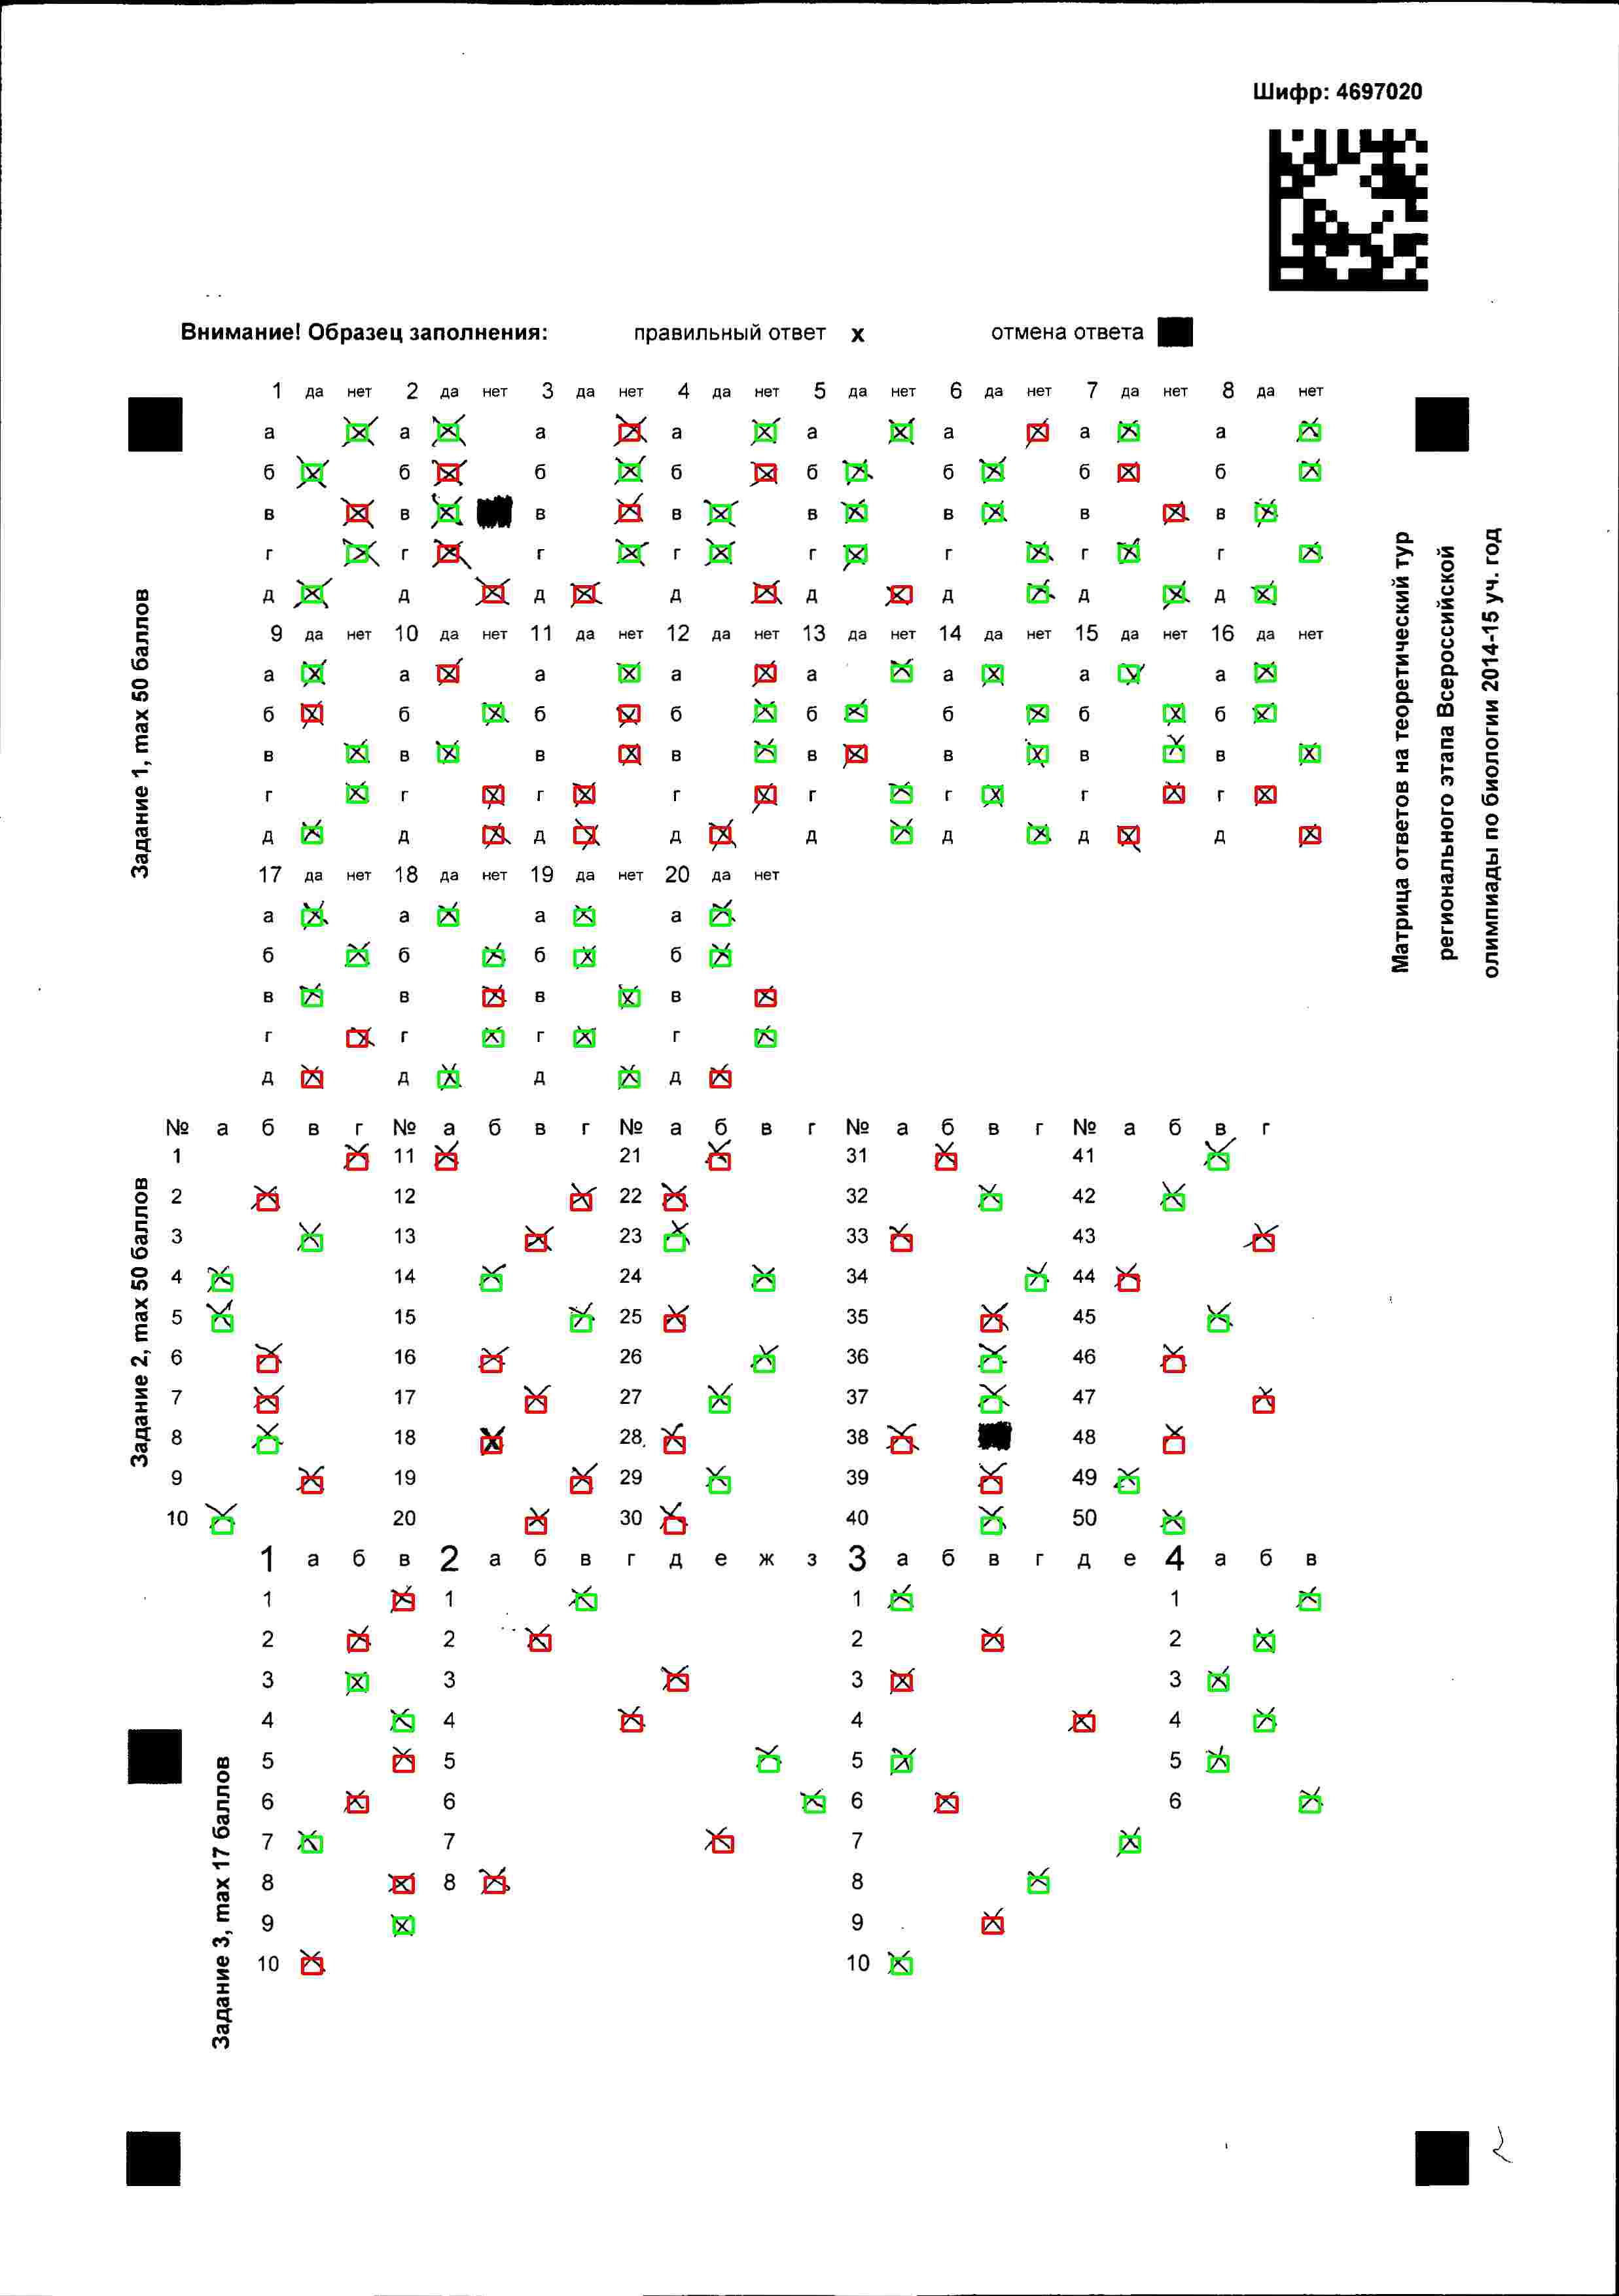 Шифр: 4697020
Внимание! Образец заполнения: правильный ответ x отмена ответа
1 да нет 2 да нет 3 да нет 4 да нет 5 да нет 6 да нет 7 да нет 8 да нет
а а а а а а а а
б б б б б б б б
в в в в в в в в
г г г г г г г г
д д д д д д д д
9 да нет 10 да нет 11 да нет 12 да нет 13 да нет 14 да нет 15 да нет 16 да нет
а а а а а а а а
б б б б б б б б
в в в в в в в в
г г г г г г г г
д д д д д д д д
17 да нет 18 да нет 19 да нет 20 да нет
а а а а
б б б б
в в в в
г г г г
д д д д
Задание 1, max 50 баллов
Матрица ответов на теоретический тур
регионального этапа Всероссийской
олимпиады по биологии 2014-15 уч. год
№ а б в г № а б в г № а б в г № а б в г № а б в г
1 11 21 31 41
2 12 22 32 42
3 13 23 33 43
4 14 24 34 44
5 15 25 35 45
6 16 26 36 46
7 17 27 37 47
8 18 28 38 48
9 19 29 39 49
10 20 30 40 50
Задание 2, max 50 баллов
1 а б в 2 а б в г д е ж з 3 а б в г д е 4 а б в
1 1 1 1
2 2 2 2
3 3 3 3
4 4 4 4
5 5 5 5
6 6 6 6
7 7 7
8 8 8
9 9
10 10
Задание 3, max 17 баллов